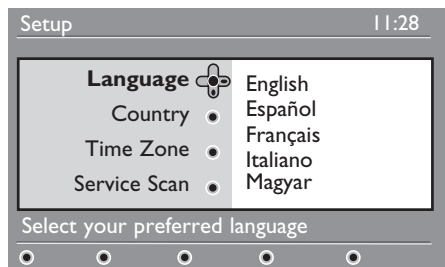 Setup 11:28
Language
Country
Time Zone
Service Scan
English
Español
Français
Italiano
Magyar
Select your preferred language